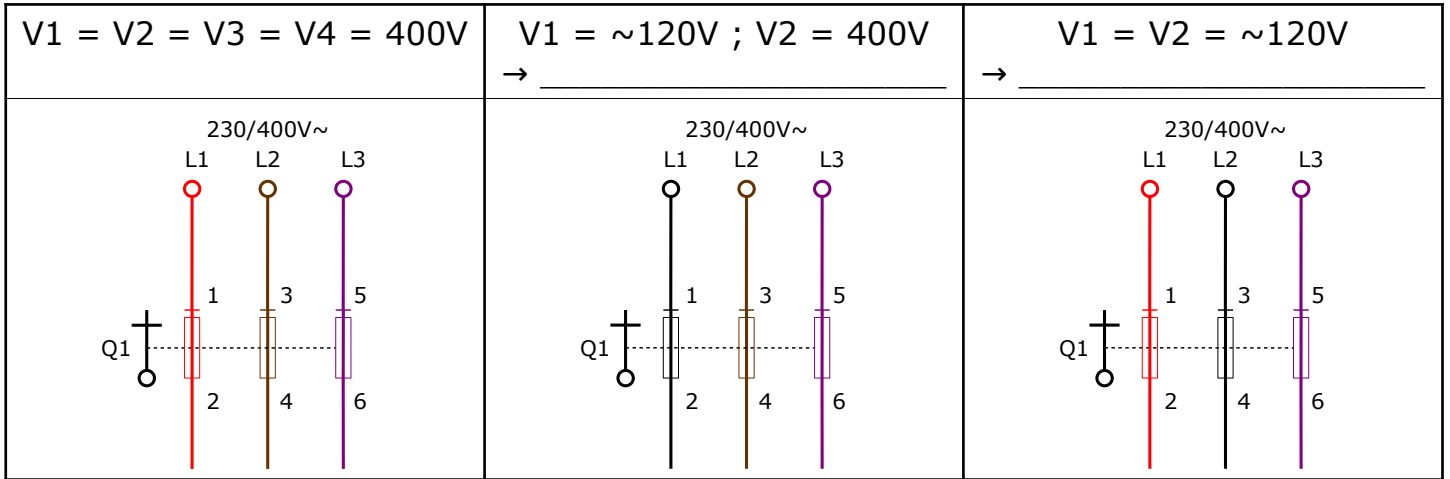 V1 = V2 = V3 = V4 = 400V
V1 = ~120V ; V2 = 400V
→ ______________________
V1 = V2 = ~120V
→ ______________________
230/400V~
L1 L2 L3
1 3 5
Q1
2 4 6
230/400V~
L1 L2 L3
1 3 5
Q1
2 4 6
230/400V~
L1 L2 L3
1 3 5
Q1
2 4 6